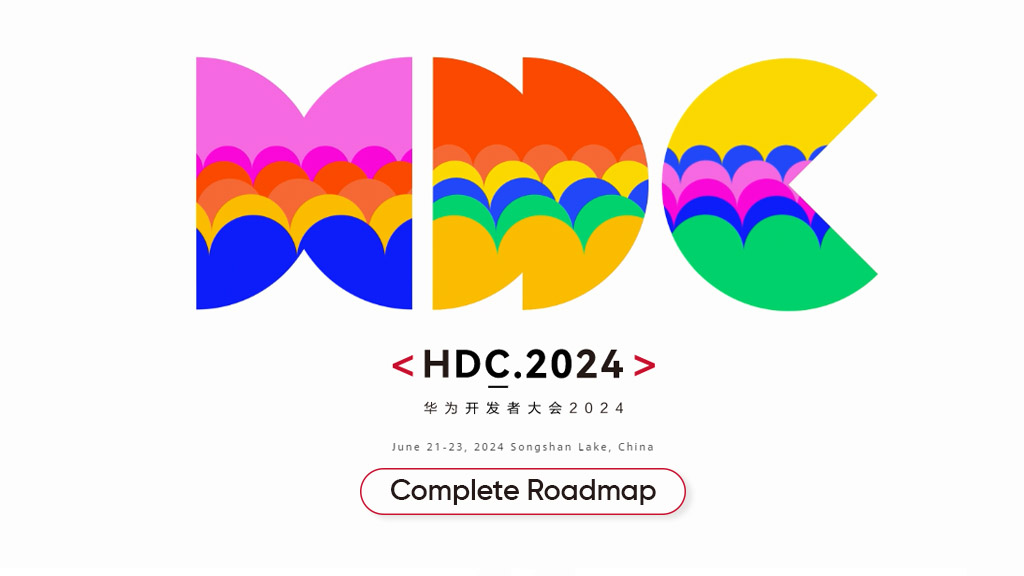 HDC
<HDC.2024>
华为开发者大会2024
June 21-23, 2024 Songshan Lake, China
Complete Roadmap